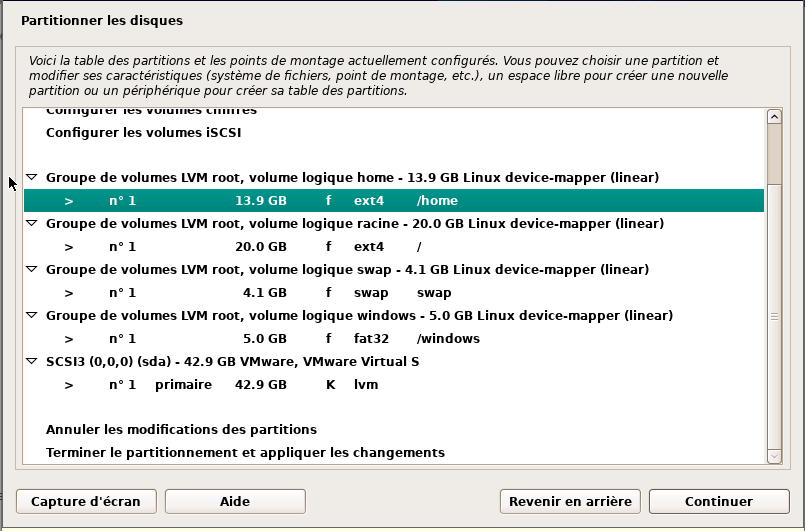 Partitionner les disques
Voici la table des partitions et les points de montage actuellement configurés. Vous pouvez choisir une partition et
modifier ses caractéristiques (système de fichiers, point de montage, etc.), un espace libre pour créer une nouvelle
partition ou un périphérique pour créer sa table des partitions.
Configurer les volumes chiffrés
Configurer les volumes iSCSI
Groupe de volumes LVM root, volume logique home - 13.9 GB Linux device-mapper (linear)
> n° 1 13.9 GB f ext4 /home
Groupe de volumes LVM root, volume logique racine - 20.0 GB Linux device-mapper (linear)
> n° 1 20.0 GB f ext4 /
Groupe de volumes LVM root, volume logique swap - 4.1 GB Linux device-mapper (linear)
> n° 1 4.1 GB f swap swap
Groupe de volumes LVM root, volume logique windows - 5.0 GB Linux device-mapper (linear)
> n° 1 5.0 GB f fat32 /windows
SCSI3 (0,0,0) (sda) - 42.9 GB VMware, VMware Virtual S
> n° 1 primaire 42.9 GB K lvm
Annuler les modifications des partitions
Terminer le partitionnement et appliquer les changements
Capture d'écran Aide Revenir en arrière Continuer